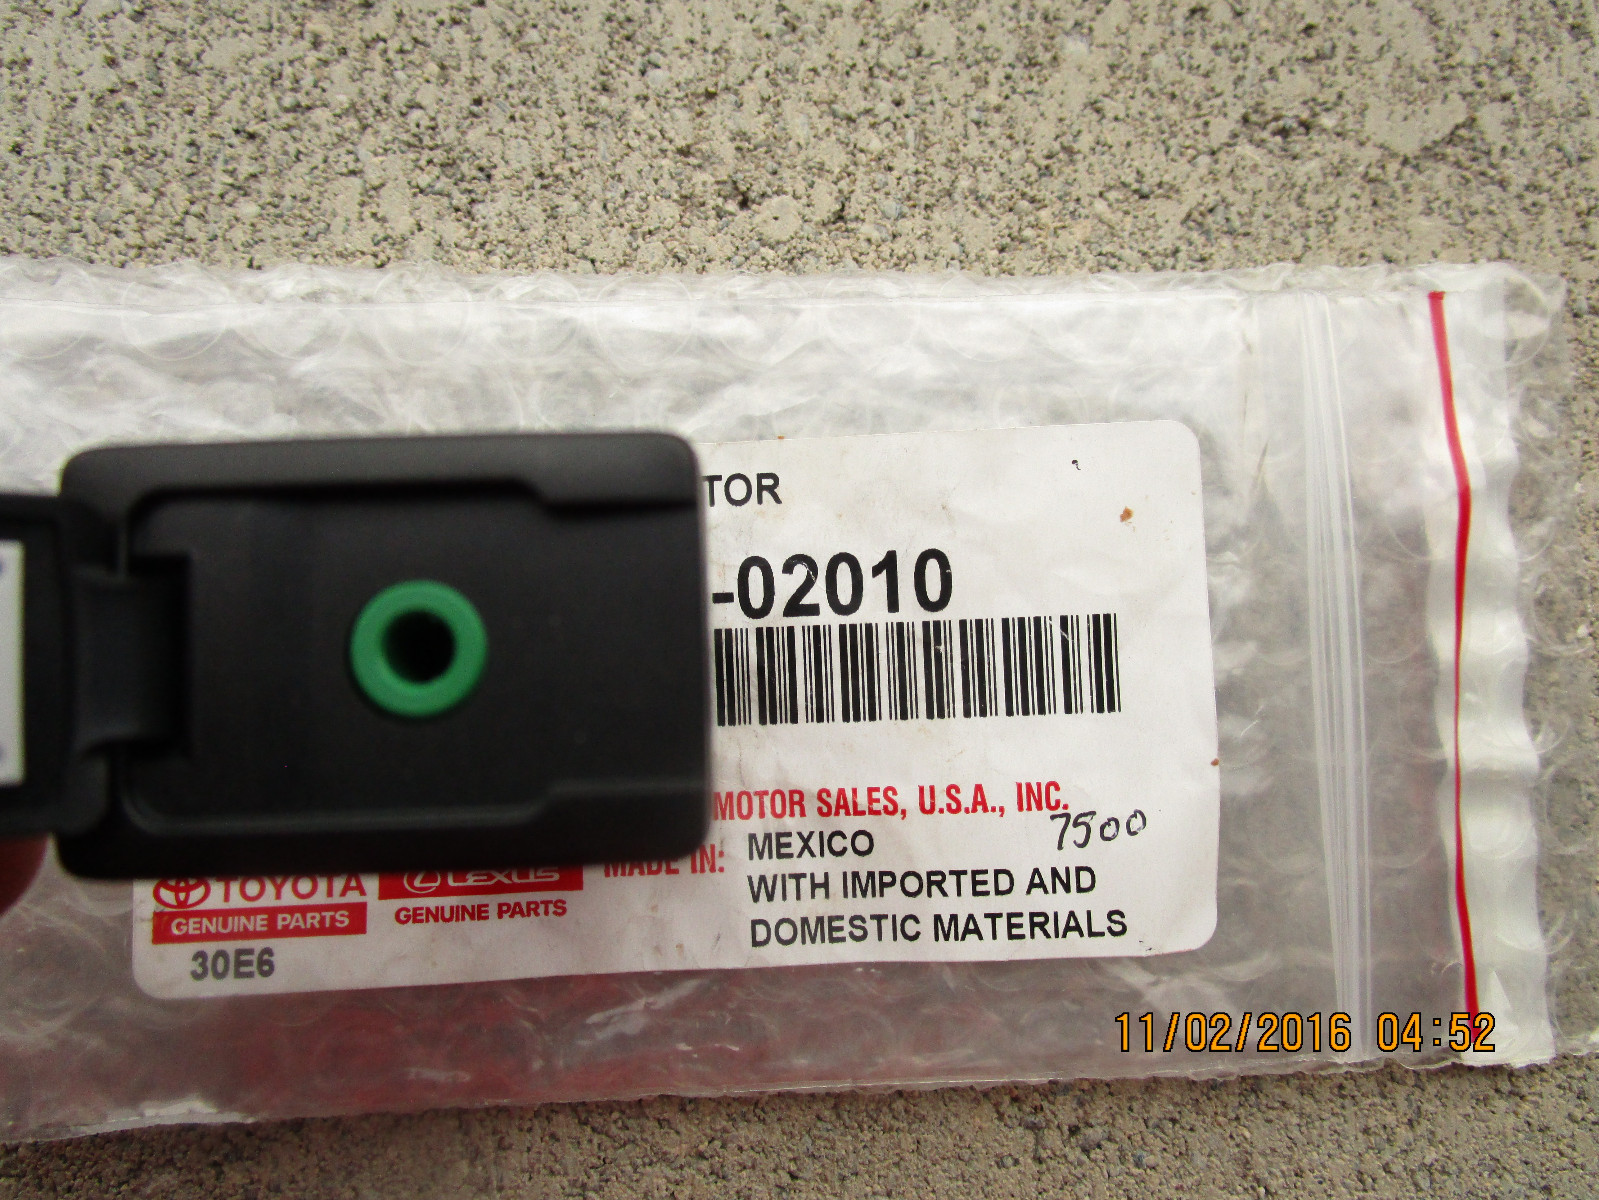 TOR
-02010
MOTOR SALES, U.S.A., INC.
7500
MADE IN: MEXICO
WITH IMPORTED AND
DOMESTIC MATERIALS
TOYOTA
GENUINE PARTS
LEXUS
GENUINE PARTS
30E6
11/02/2016 04:52